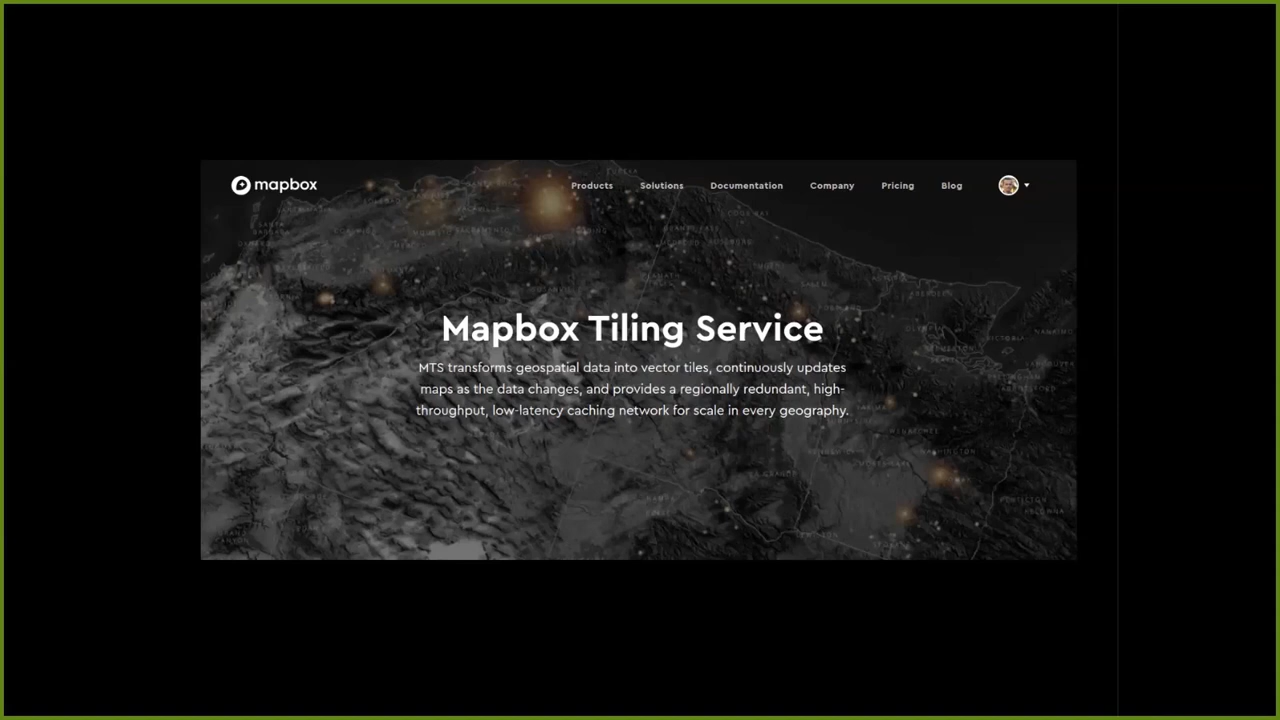 mapbox
Products Solutions Documentation Company Pricing Blog
Mapbox Tiling Service
MTS transforms geospatial data into vector tiles, continuously updates
maps as the data changes, and provides a regionally redundant, high-
throughput, low-latency caching network for scale in every geography.